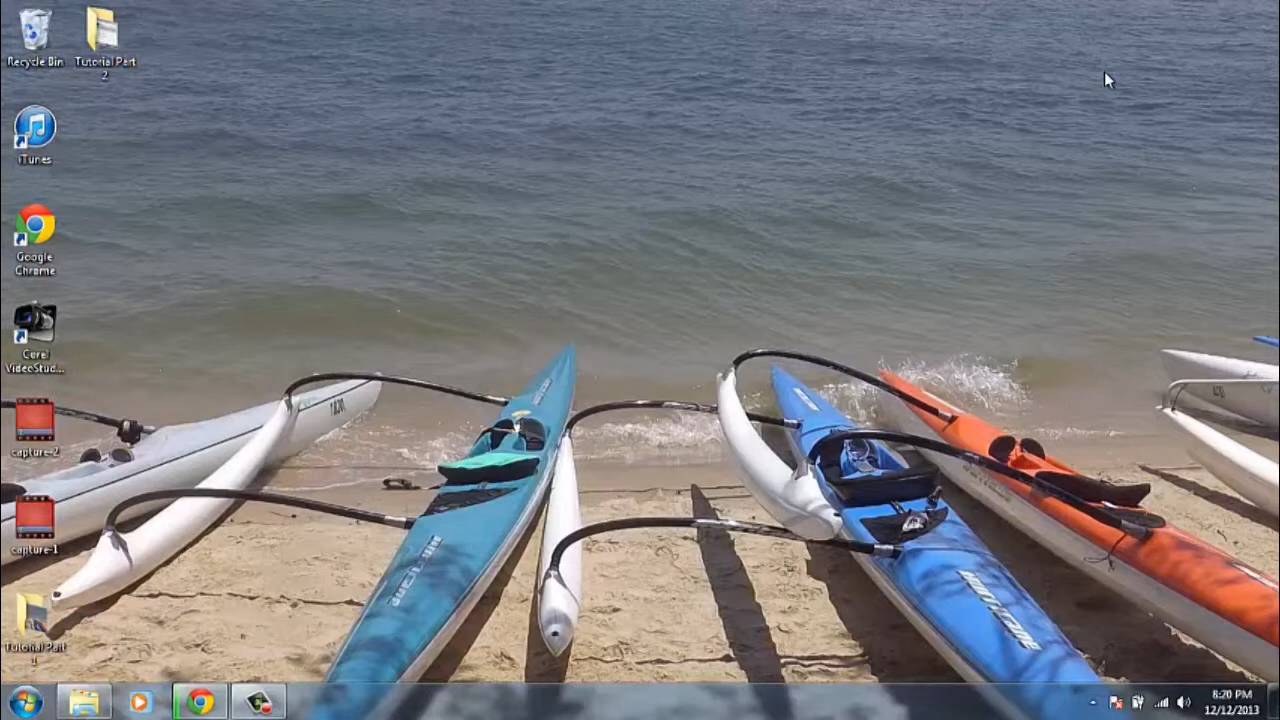 Recycle Bin
Tutorial Part
2
iTunes
Google
Chrome
Corel
VideoStud...
capture-2
capture-1
Tutorial Part
1
HURRICANE
8:20 PM
12/12/2013